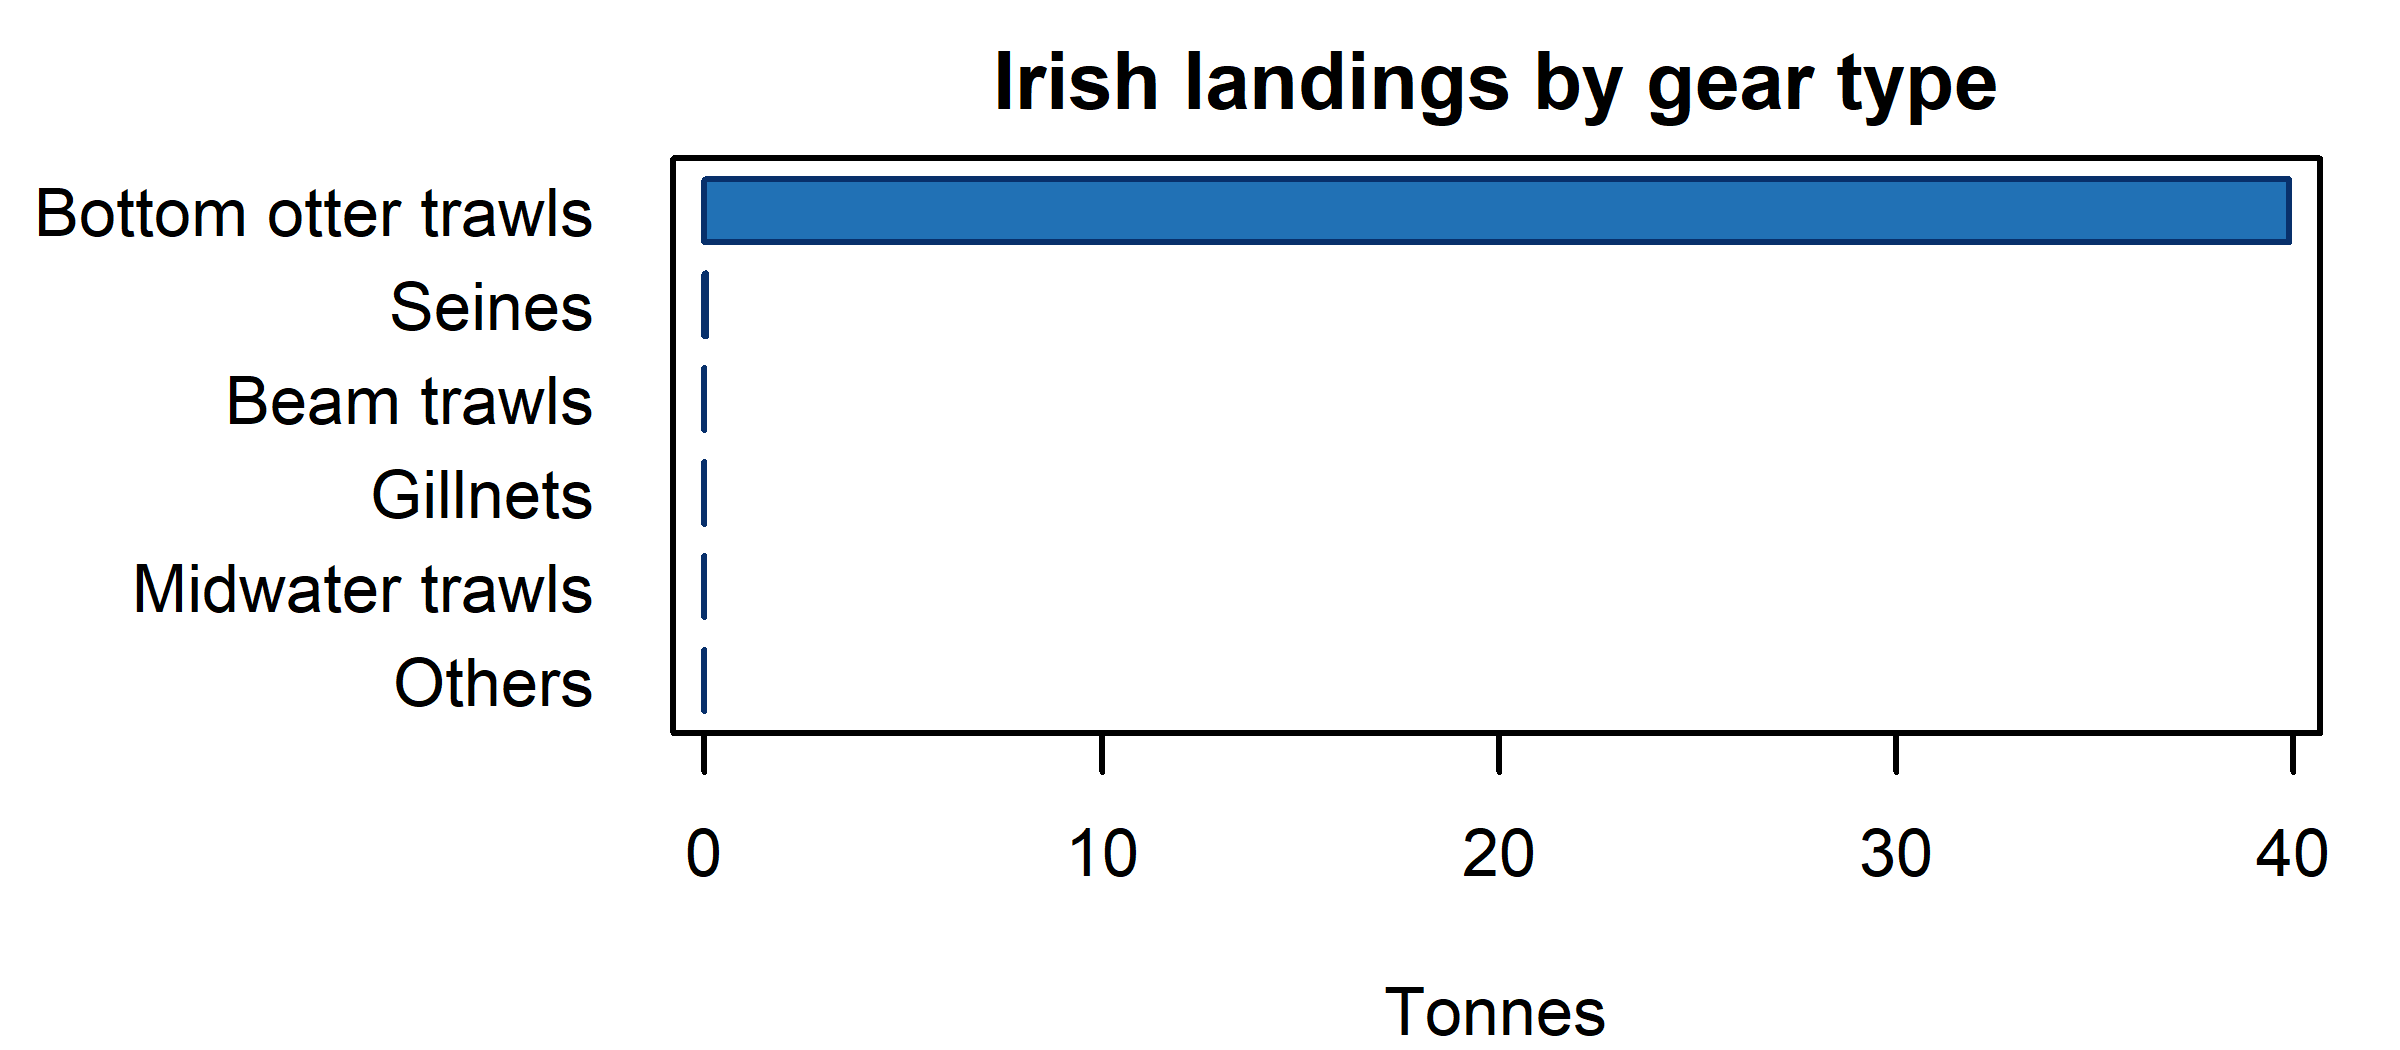 Irish landings by gear type
Bottom otter trawls
Seines
Beam trawls
Gillnets
Midwater trawls
Others
0 10 20 30 40
Tonnes